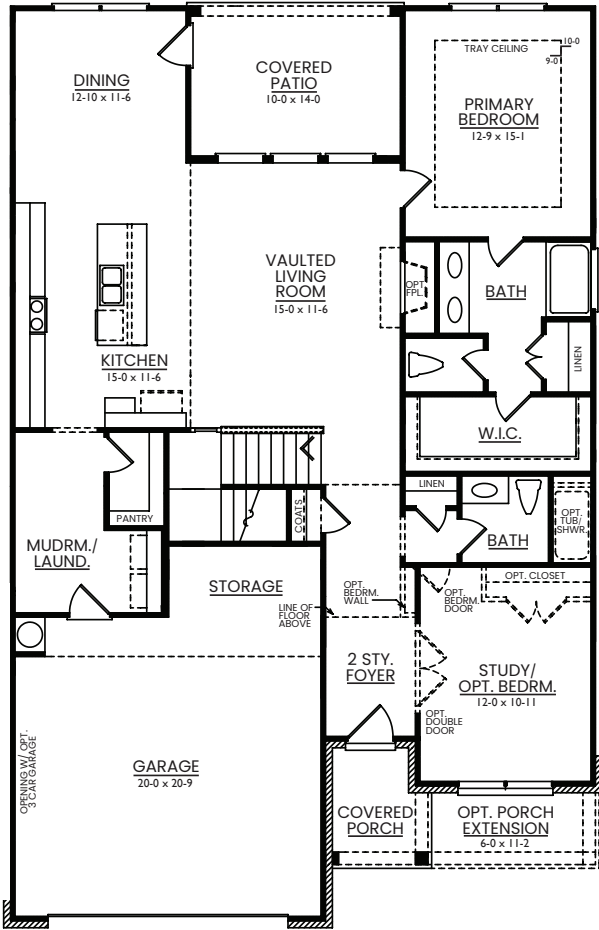 DINING
12-10 x 11-6
COVERED
PATIO
10-0 x 14-0
TRAY CEILING
10-0
9-0
PRIMARY
BEDROOM
12-9 x 15-1
VAULTED
LIVING
ROOM
15-0 x 11-6
OPT.
FPL.
BATH
LINEN
KITCHEN
15-0 x 11-6
W.I.C.
PANTRY
COATS
LINEN
BATH
OPT.
TUB/
SHWR.
MUDRM./
LAUND.
STORAGE
LINE OF
FLOOR
ABOVE
OPT.
BEDRM.
WALL
OPT.
BEDRM.
DOOR
OPT. CLOSET
2 STY.
FOYER
STUDY/
OPT. BEDRM.
12-0 x 10-11
OPT.
DOUBLE
DOOR
OPENING W/ OPT.
3 CAR GARAGE
GARAGE
20-0 x 20-9
COVERED
PORCH
OPT. PORCH
EXTENSION
6-0 x 11-2